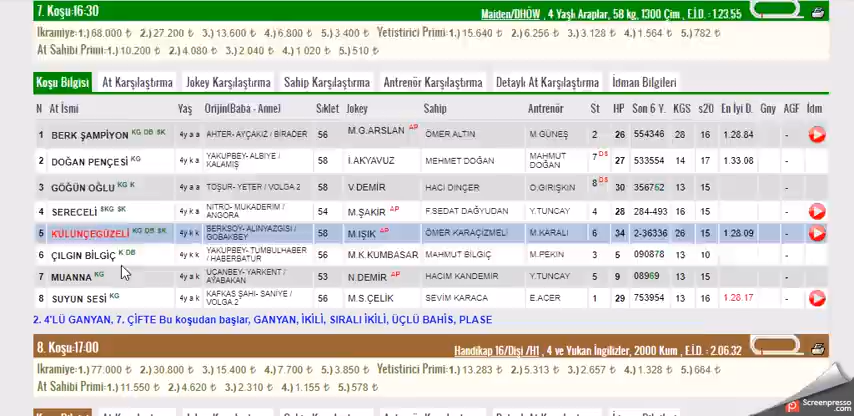 7. Koşu:16:30 Maiden/DHÖW , 4 Yaşlı Araplar, 58 kg, 1300 Çim , E.İ.D. : 1.23.55
Ikramiye:1.) 68.000 ₺ 2.) 27.200 ₺ 3.) 13.600 ₺ 4.) 6.800 ₺ 5.) 3.400 ₺ Yetistirici Primi:1.) 15.640 ₺ 2.) 6.256 ₺ 3.) 3.128 ₺ 4.) 1.564 ₺ 5.) 782 ₺
At Sahibi Primi:1.) 10.200 ₺ 2.) 4.080 ₺ 3.) 2.040 ₺ 4.) 1.020 ₺ 5.) 510 ₺
Koşu Bilgisi At Karşılaştırma Jokey Karşılaştırma Sahip Karşılaştırma Antrenör Karşılaştırma Detaylı At Karşılaştırma İdman Bilgileri
N At İsmi Yaş Orijin(Baba - Anne) Sıklet Jokey Sahip Antrenör St HP Son 6 Y. KGS s20 En İyi D. Gny AGF İdm
1 BERK ŞAMPİYON KG DB SK 4y a a AHTER- AYÇAKIZ / BİRADER 56 M.G.ARSLAN AP ÖMER ALTIN M.GÜNEŞ 2 26 554346 28 16 1.28.84 -
2 DOĞAN PENÇESİ KG 4y a a YAKUPBEY- ALBIYE / KALAMIŞ 58 İ.AKYAVUZ MEHMET DOĞAN MAHMUT DOĞAN 7 DS 27 533554 14 17 1.33.08 -
3 GÖĞÜN OĞLU KG K 4y a a TOŞUR- YETER / VOLGA 2 58 V.DEMİR HACI DİNÇER O.GIRIŞKIN 8 DS 30 356762 13 15 -
4 SERECELİ SKG SK 4y k a NITRO- MUKADERIM / ANGORA 54 M.ŞAKİR AP F.SEDAT DAĞYUDAN Y.TUNCAY 4 28 284-493 16 15 -
5 KULUNÇEGÜZELİ KG DB SK 4y k k BERKSOY- ALINYAZGISI / GOBAKBEY 58 M.IŞIK AP ÖMER KARAÇİZMELİ M.KARALI 6 34 2-36336 26 15 1.28.09 -
6 ÇILGIN BİLGİÇ K DB 4y k k YAKUPBEY- TUMBULHABER / HABERBATUR 56 M.K.KUMBASAR MAHMUT BİLGİÇ M.PEKİN 3 5 090878 13 10 -
7 MUANNA KG 4y a k UÇANBEY- YARKENT / AYABAKAN 53 N.DEMİR AP HACIM KANDEMIR Y.TUNCAY 5 9 08969 13 15 -
8 SUYUN SESİ KG 4y a k KAFKAS ŞAHI- SANIYE / VOLGA 2 56 M.S.ÇELİK SEVİM KARACA E.ACER 1 29 753954 13 16 1.28.17 -
2. 4'LÜ GANYAN, 7. ÇİFTE Bu koşudan başlar, GANYAN, İKİLİ, SIRALI İKİLİ, ÜÇLÜ BAHİS, PLASE
8. Koşu:17:00 Handikap 16/Dişi /H1 , 4 ve Yukarı İngilizler, 2000 Kum , E.İ.D. : 2.06.32
Ikramiye:1.) 77.000 ₺ 2.) 30.800 ₺ 3.) 15.400 ₺ 4.) 7.700 ₺ 5.) 3.850 ₺ Yetistirici Primi:1.) 13.283 ₺ 2.) 5.313 ₺ 3.) 2.657 ₺ 4.) 1.328 ₺ 5.) 664 ₺
At Sahibi Primi:1.) 11.550 ₺ 2.) 4.620 ₺ 3.) 2.310 ₺ 4.) 1.155 ₺ 5.) 578 ₺
Screenpresso
.com